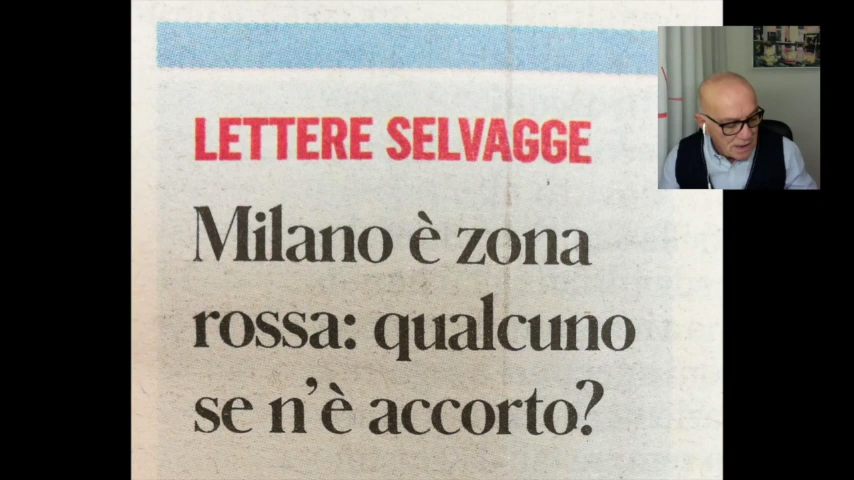 LETTERE SELVAGGE
Milano è zona
rossa: qualcuno
se n'è accorto?